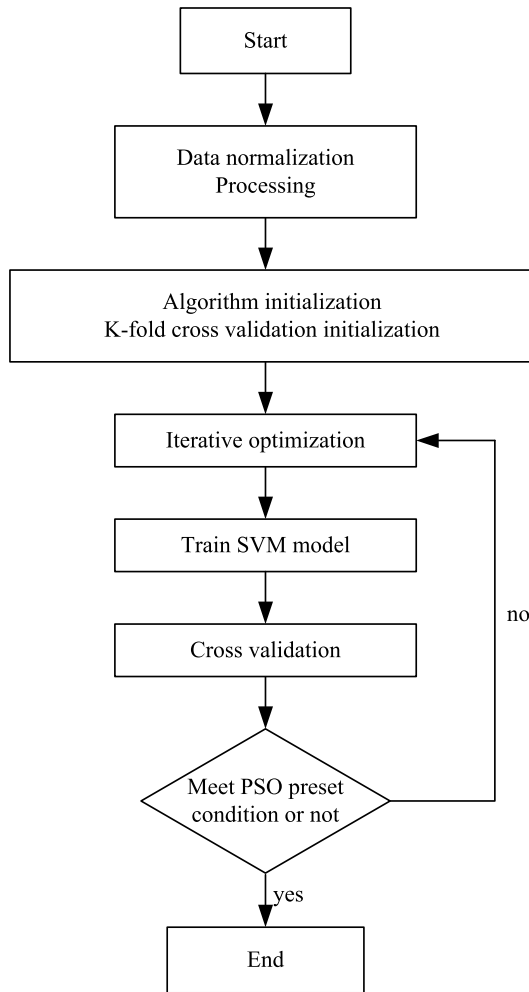 Start
Data normalization
Processing
Algorithm initialization
K-fold cross validation initialization
Iterative optimization
Train SVM model
no
Cross validation
Meet PSO preset
condition or not
yes
End